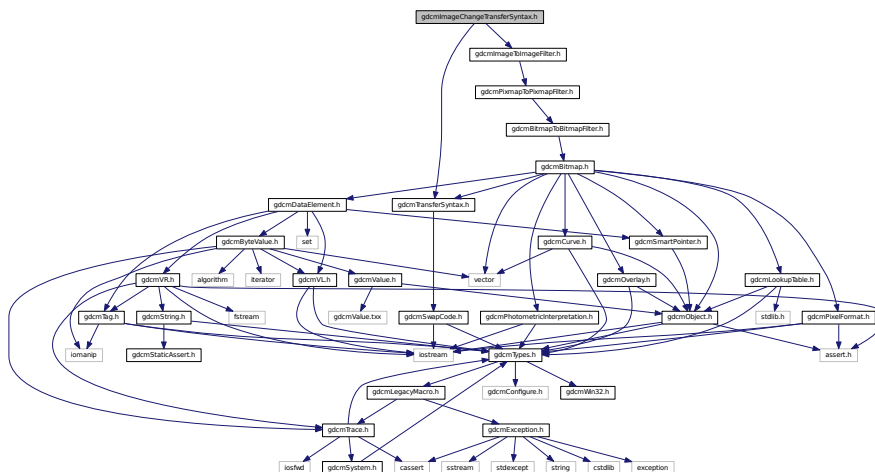 gdcmImageChangeTransferSyntax.h
gdcmImageToImageFilter.h
gdcmPixmapToPixmapFilter.h
gdcmBitmapToBitmapFilter.h
gdcmBitmap.h
gdcmDataElement.h
gdcmTransferSyntax.h
gdcmByteValue.h
set
gdcmCurve.h
gdcmSmartPointer.h
gdcmVR.h
algorithm
iterator
gdcmVL.h
gdcmValue.h
vector
gdcmOverlay.h
gdcmLookupTable.h
gdcmTag.h
gdcmString.h
fstream
gdcmValue.txx
gdcmSwapCode.h
gdcmPhotometricInterpretation.h
gdcmObject.h
stdlib.h
gdcmPixelFormat.h
iomanip
gdcmStaticAssert.h
iostream
gdcmTypes.h
assert.h
gdcmLegacyMacro.h
gdcmConfigure.h
gdcmWin32.h
gdcmTrace.h
gdcmException.h
iosfwd
gdcmSystem.h
cassert
sstream
stdexcept
string
cstdlib
exception